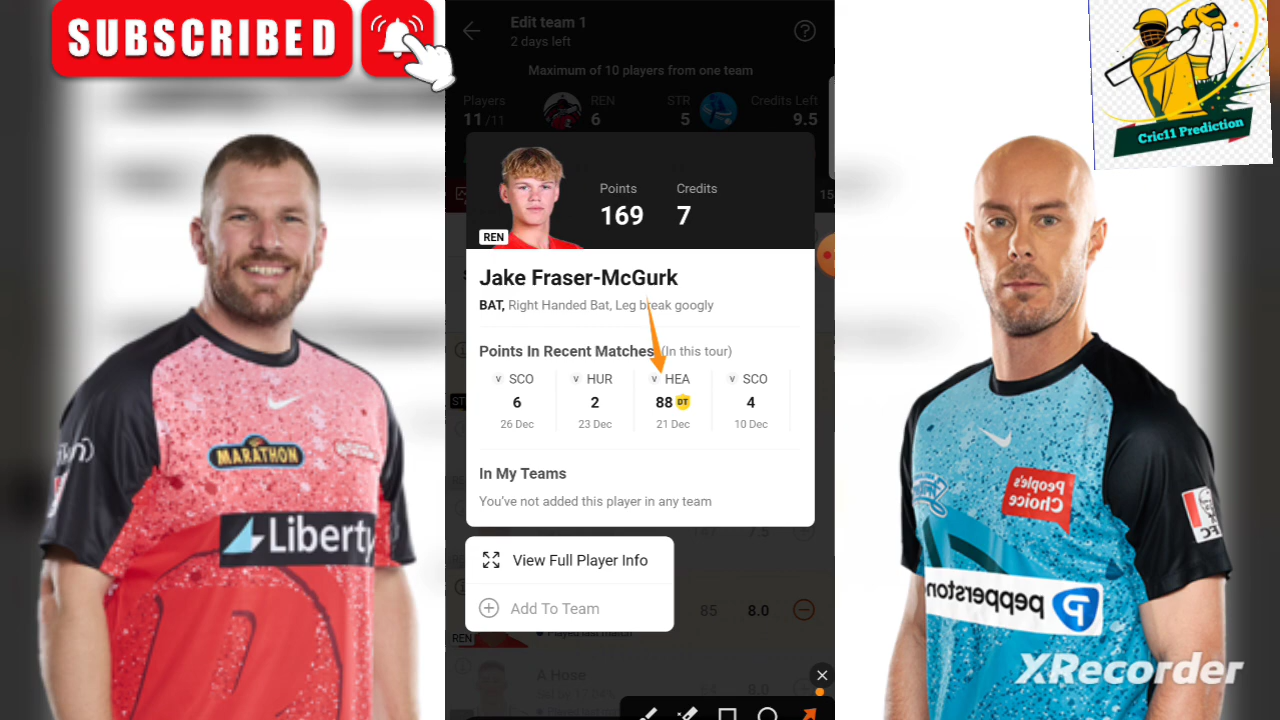 SUBSCRIBED
Cric11 Prediction
Edit team 1
2 days left
Maximum of 10 players from one team
Players
REN
STR
Credits Left
11/11
6
5
9.5
15
Points
Credits
169
7
REN
Jake Fraser-McGurk
BAT, Right Handed Bat, Leg break googly
Points In Recent Matches (In this tour)
V SCO
V HUR
V HEA
V SCO
6
2
88 DT
4
26 Dec
23 Dec
21 Dec
10 Dec
In My Teams
You've not added this player in any team
View Full Player Info
Add To Team
85
8.0
REN
Played last match
A Hose
8.0
MARATHON
Liberty
People's
Choice
KFC
pepperstone
XRecorder